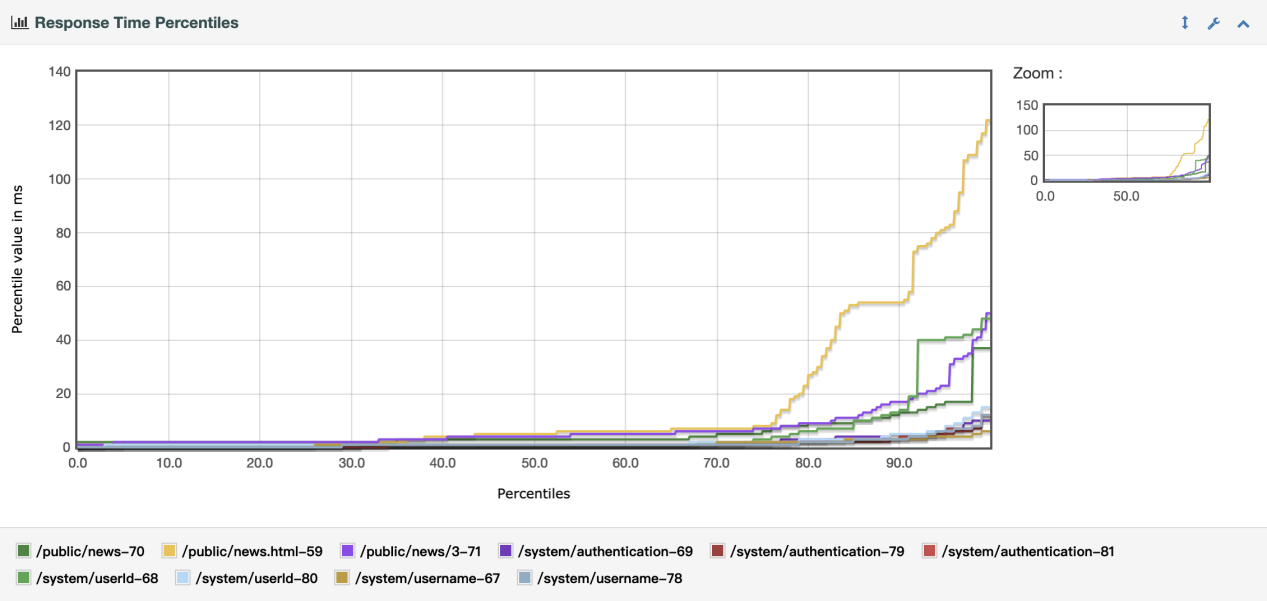 Response Time Percentiles
140
120
100
80
60
40
20
0
Percentile value in ms
0.0 10.0 20.0 30.0 40.0 50.0 60.0 70.0 80.0 90.0
Percentiles
Zoom :
150
100
50
0
0.0 50.0
/public/news-70 /public/news.html-59 /public/news/3-71 /system/authentication-69 /system/authentication-79 /system/authentication-81
/system/userId-68 /system/userId-80 /system/username-67 /system/username-78